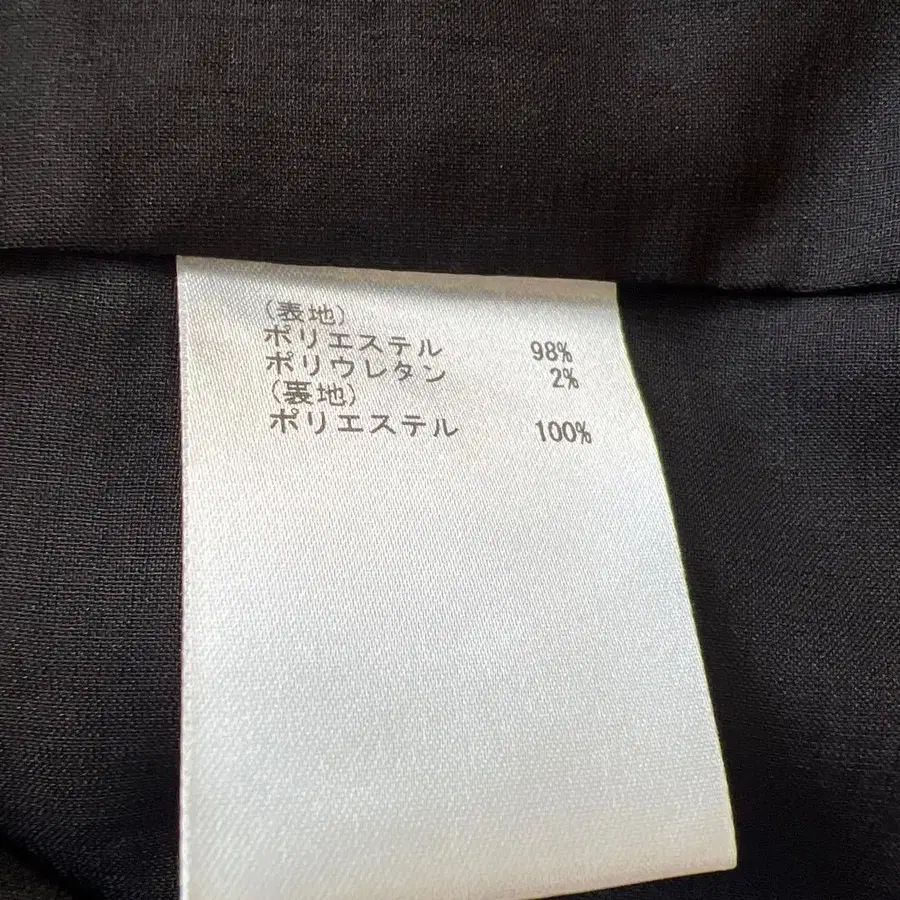 (表地)
ポリエステル 98%
ポリウレタン 2%
(表地)
ポリエステル 100%